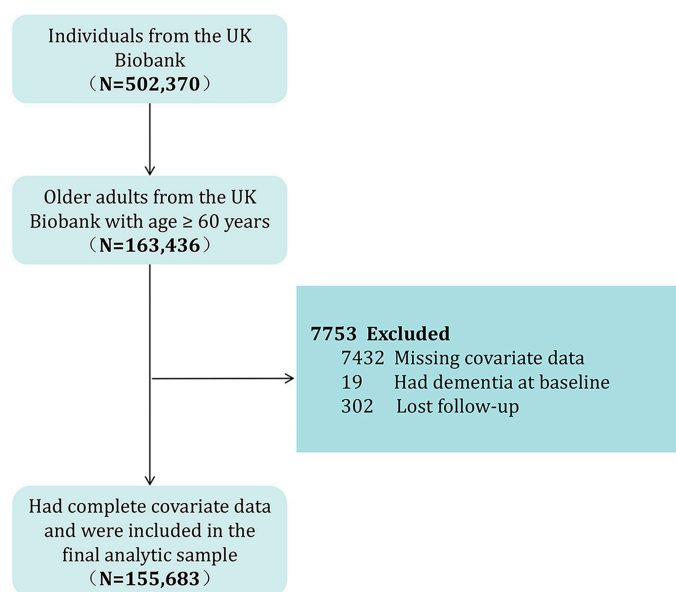 Individuals from the UK
Biobank
（N=502,370）
Older adults from the UK
Biobank with age ≥ 60 years
（N=163,436）
7753 Excluded
7432 Missing covariate data
19 Had dementia at baseline
302 Lost follow-up
Had complete covariate data
and were included in the
final analytic sample
（N=155,683）